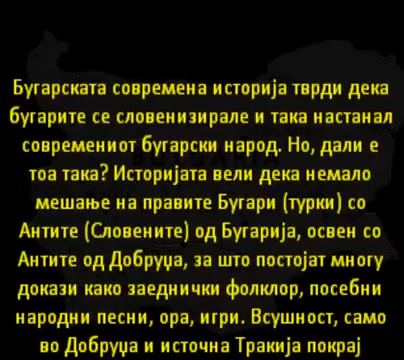 Бугарската современа историја тврди дека
бугарите се словенизирале и така настанал
современиот бугарски народ. Но, дали е
тоа така? Историјата вели дека немало
мешање на правите Бугари (турки) со
Антите (Словените) од Бугарија, освен со
Антите од Добруџа, за што постојат многу
докази како заеднички фолклор, посебни
народни песни, ора, игри. Всушност, само
во Добруџа и источна Тракија покрај